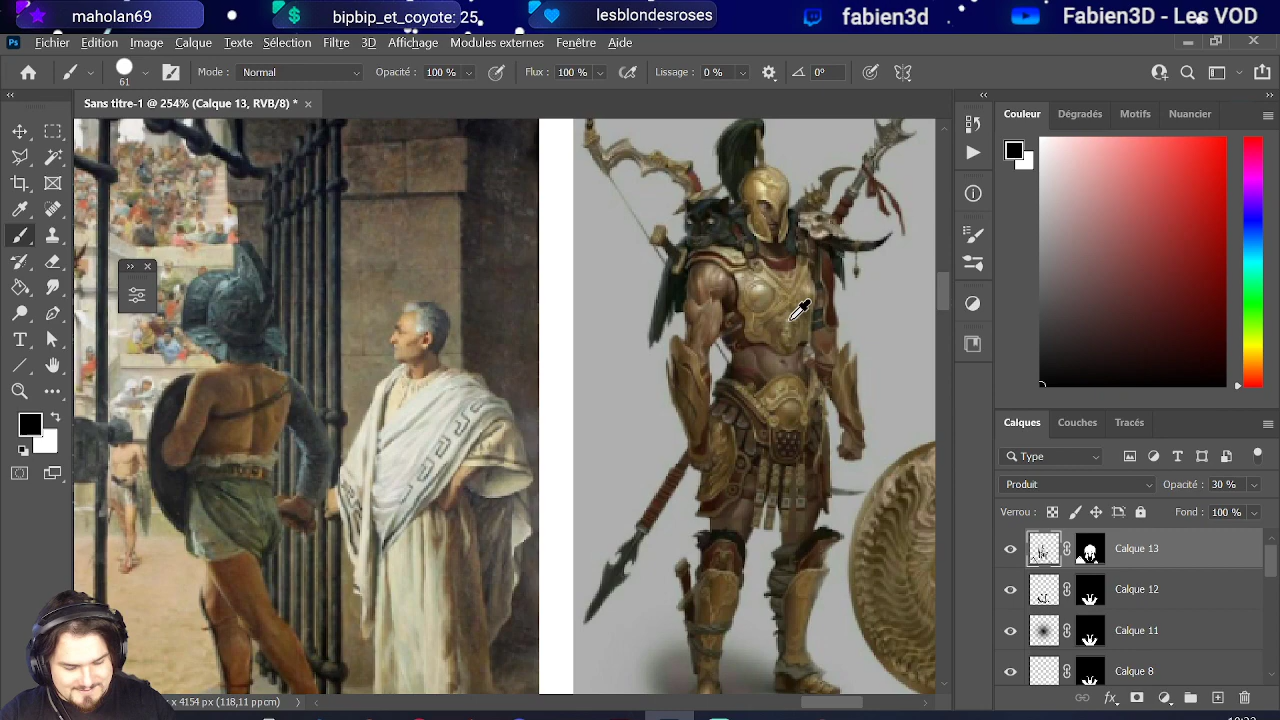 maholan69
bipbip_et_coyote: 25
lesblondesroses
fabien3d
Fabien3D - Les VOD
Ps
Fichier Edition Image Calque Texte Sélection Filtre 3D Affichage Modules externes Fenêtre Aide
61
Mode : Normal
Opacité : 100 %
Flux : 100 %
Lissage : 0 %
0°
Sans titre-1 @ 254% (Calque 13, RVB/8) *
Couleur Dégradés Motifs Nuancier
Calques Couches Tracés
Type
Produit
Opacité : 30 %
Verrou :
Fond : 100 %
Calque 13
Calque 12
Calque 11
Calque 8
x 4154 px (118,11 ppcm)